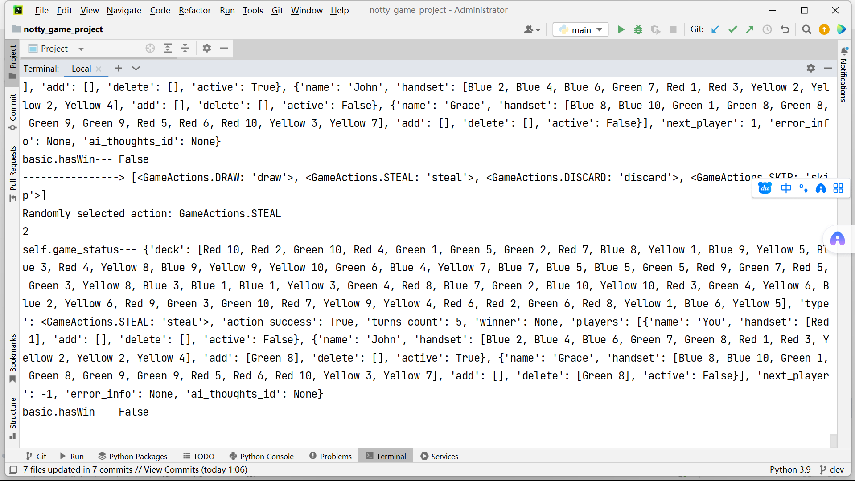 File Edit View Navigate Code Refactor Run Tools Git Window Help notty_game_project - Administrator
notty_game_project main Git:
Project
Terminal: Local
], 'add': [], 'delete': [], 'active': True}, {'name': 'John', 'handset': [Blue 2, Blue 4, Blue 6, Green 7, Red 1, Red 3, Yellow 2, Yel
low 2, Yellow 4], 'add': [], 'delete': [], 'active': False}, {'name': 'Grace', 'handset': [Blue 8, Blue 10, Green 1, Green 8, Green 8,
Green 9, Green 9, Red 5, Red 6, Red 10, Yellow 3, Yellow 7], 'add': [], 'delete': [], 'active': False}], 'next_player': 1, 'error_inf
o': None, 'ai_thoughts_id': None}
basic.hasWin--- False
----------------> [<GameActions.DRAW: 'draw'>, <GameActions.STEAL: 'steal'>, <GameActions.DISCARD: 'discard'>, <GameActions.SKIP: 'ski
p'>]
Randomly selected action: GameActions.STEAL
2
self.game_status--- {'deck': [Red 10, Red 2, Green 10, Red 4, Green 1, Green 5, Green 2, Red 7, Blue 8, Yellow 1, Blue 9, Yellow 5, Bl
ue 3, Red 4, Yellow 8, Blue 9, Yellow 9, Yellow 10, Green 6, Blue 4, Yellow 7, Blue 7, Blue 5, Blue 5, Green 5, Red 9, Green 7, Red 5,
Green 3, Yellow 8, Blue 3, Blue 1, Blue 1, Yellow 3, Green 4, Red 8, Blue 7, Green 2, Blue 10, Yellow 10, Red 3, Green 4, Yellow 6, B
lue 2, Yellow 6, Red 9, Green 3, Green 10, Red 7, Yellow 9, Yellow 4, Red 6, Red 2, Green 6, Red 8, Yellow 1, Blue 6, Yellow 5], 'type
': <GameActions.STEAL: 'steal'>, 'action_success': True, 'turns_count': 5, 'winner': None, 'players': [{'name': 'You', 'handset': [Red
1], 'add': [], 'delete': [], 'active': False}, {'name': 'John', 'handset': [Blue 2, Blue 4, Blue 6, Green 7, Green 8, Red 1, Red 3, Y
ellow 2, Yellow 2, Yellow 4], 'add': [Green 8], 'delete': [], 'active': True}, {'name': 'Grace', 'handset': [Blue 8, Blue 10, Green 1,
Green 8, Green 9, Green 9, Red 5, Red 6, Red 10, Yellow 3, Yellow 7], 'add': [], 'delete': [Green 8], 'active': False}], 'next_player
': -1, 'error_info': None, 'ai_thoughts_id': None}
basic.hasWin--- False
Project
Commit
Pull Requests
Bookmarks
Structure
Notifications
du 中
Git Run Python Packages TODO Python Console Problems Terminal Services
7 files updated in 7 commits // View Commits (today 1:06) Python 3.9 dev